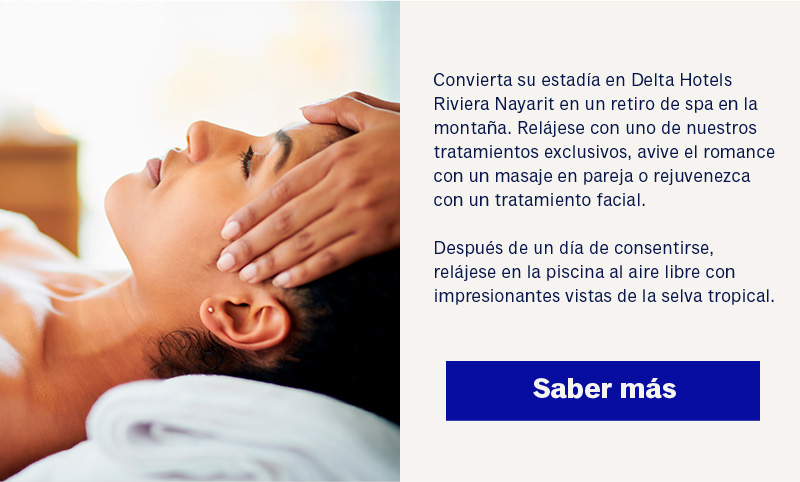 Convierta su estadía en Delta Hotels
Riviera Nayarit en un retiro de spa en la
montaña. Relájese con uno de nuestros
tratamientos exclusivos, avive el romance
con un masaje en pareja o rejuvenezca
con un tratamiento facial.
Después de un día de consentirse,
relájese en la piscina al aire libre con
impresionantes vistas de la selva tropical.
Saber más